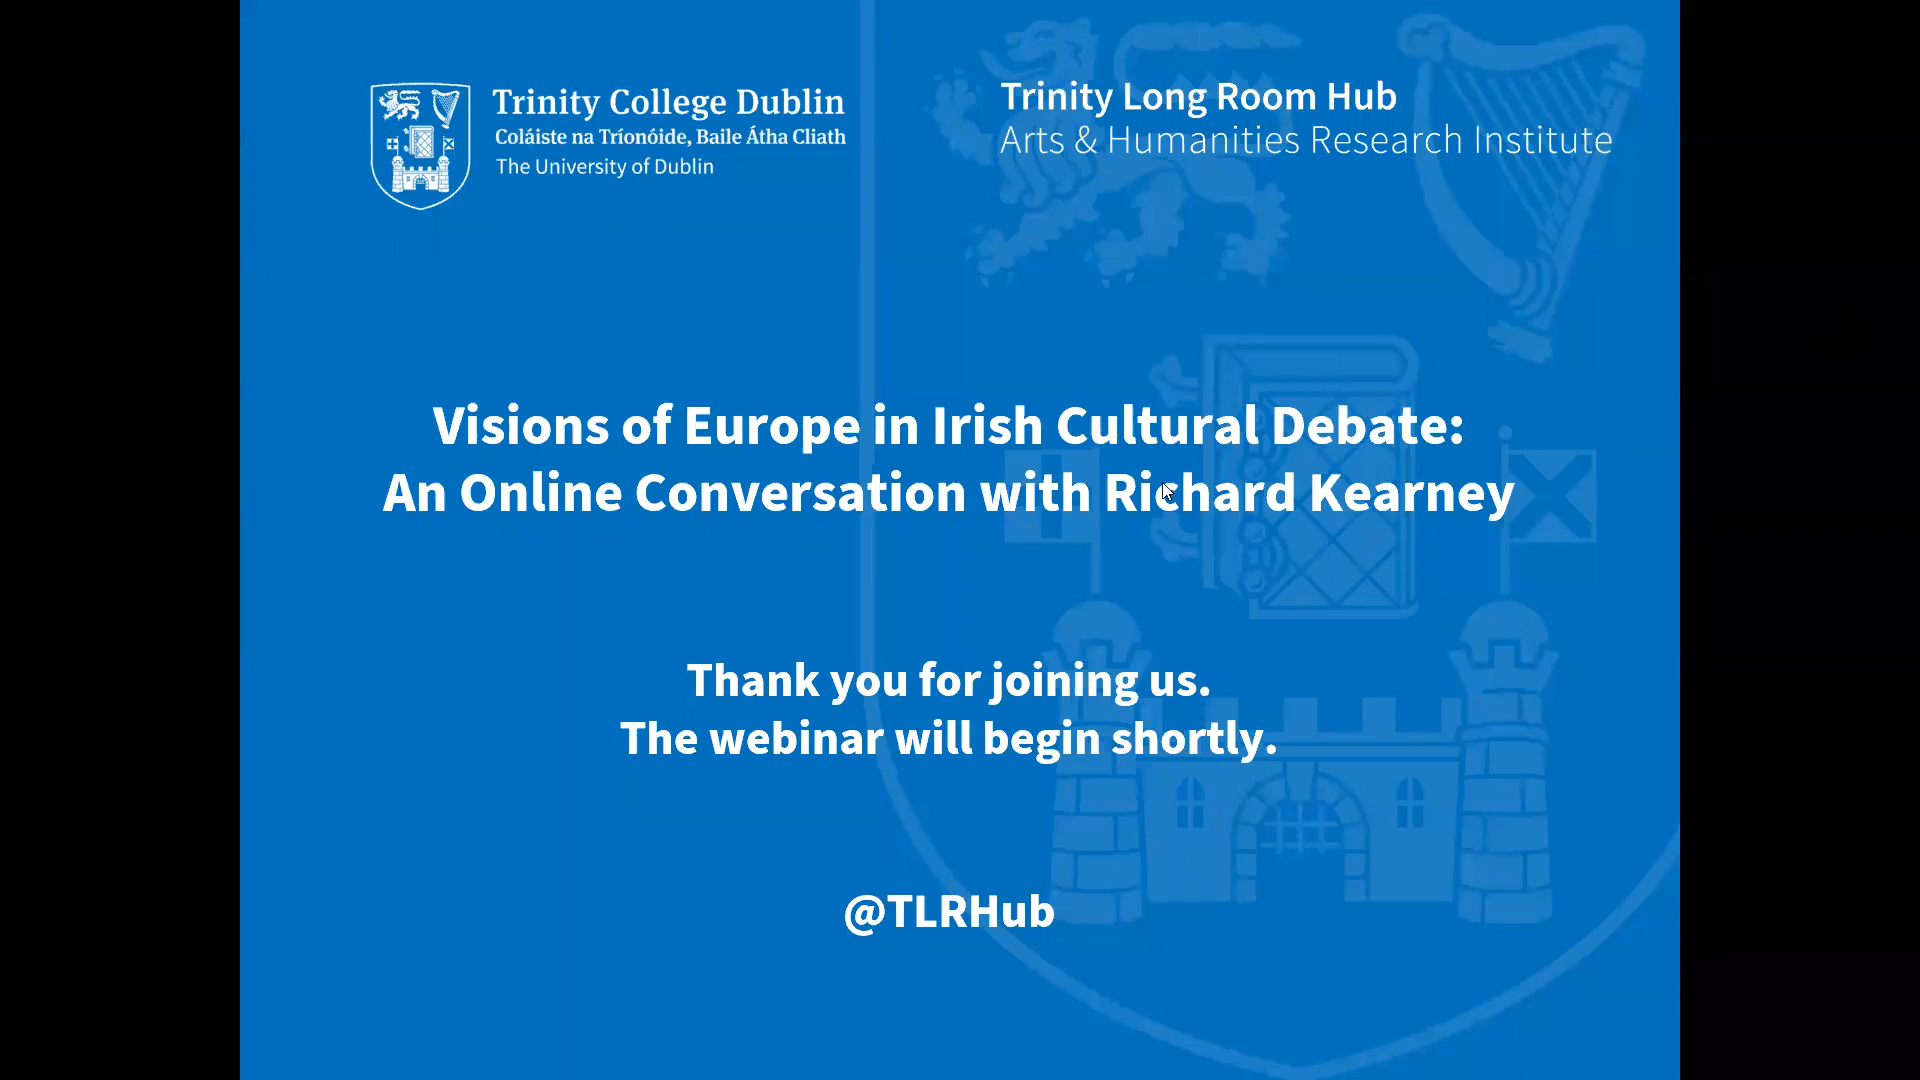 Trinity College Dublin
Coláiste na Tríonóide, Baile Átha Cliath
The University of Dublin
Trinity Long Room Hub
Arts & Humanities Research Institute
Visions of Europe in Irish Cultural Debate:
An Online Conversation with Richard Kearney
Thank you for joining us.
The webinar will begin shortly.
@TLRHub